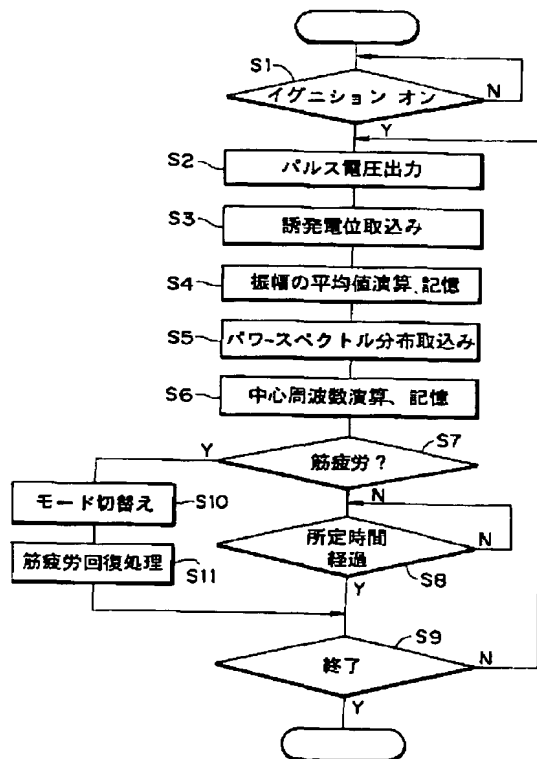 S1
イグニション オン
N
Y
S2
パルス電圧出力
S3
誘発電位取込み
S4
振幅の平均値演算、記憶
S5
パワ-スペクトル分布取込み
S6
中心周波数演算、記憶
S7
Y
筋疲労?
N
モード切替え
S10
所定時間
経過
N
筋疲労回復処理
S11
S8
Y
S9
終了
N
Y